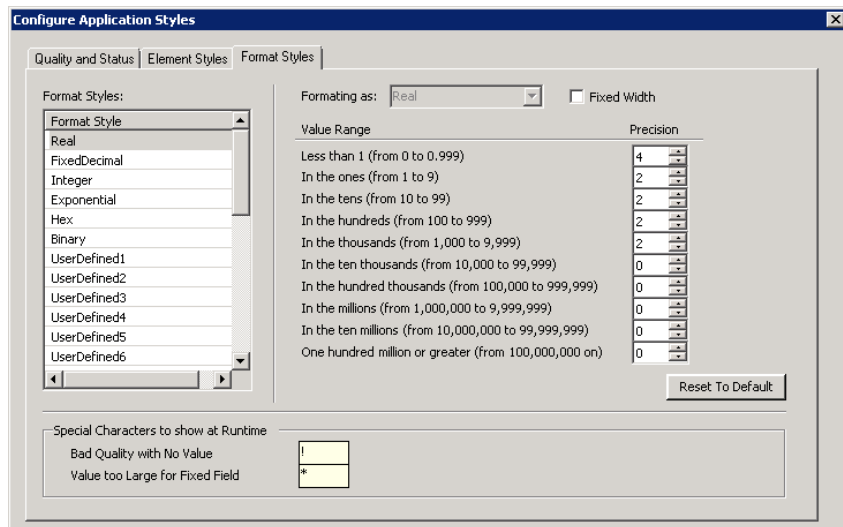 Configure Application Styles
Quality and Status Element Styles Format Styles
Format Styles:
Format Style
Real
FixedDecimal
Integer
Exponential
Hex
Binary
UserDefined1
UserDefined2
UserDefined3
UserDefined4
UserDefined5
UserDefined6
Formating as: Real Fixed Width
Value Range Precision
Less than 1 (from 0 to 0.999) 4
In the ones (from 1 to 9) 2
In the tens (from 10 to 99) 2
In the hundreds (from 100 to 999) 2
In the thousands (from 1,000 to 9,999) 2
In the ten thousands (from 10,000 to 99,999) 0
In the hundred thousands (from 100,000 to 999,999) 0
In the millions (from 1,000,000 to 9,999,999) 0
In the ten millions (from 10,000,000 to 99,999,999) 0
One hundred million or greater (from 100,000,000 on) 0
Reset To Default
Special Characters to show at Runtime
Bad Quality with No Value !
Value too Large for Fixed Field *